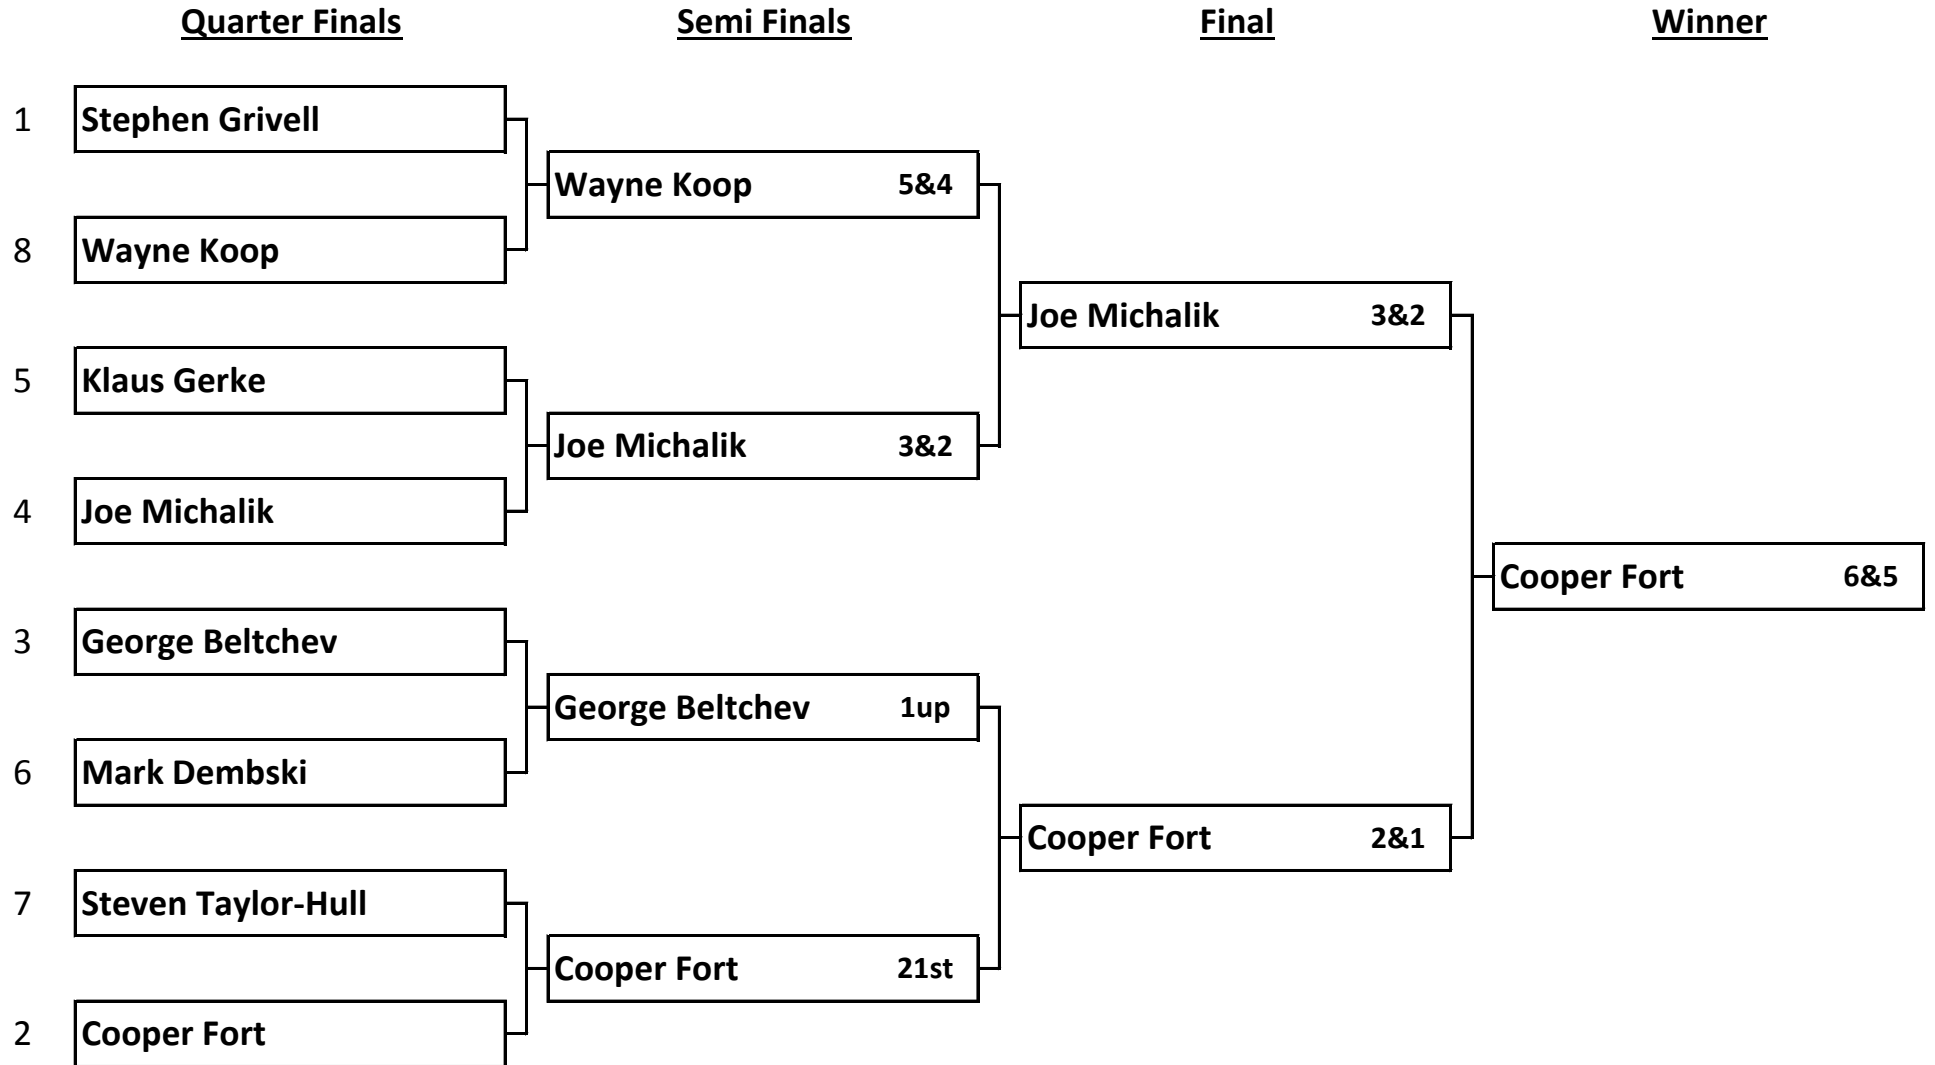 Quarter Finals Semi Finals Final Winner
1 Stephen Grivell
Wayne Koop 5&4
8 Wayne Koop
Joe Michalik 3&2
5 Klaus Gerke
Joe Michalik 3&2
4 Joe Michalik
Cooper Fort 6&5
3 George Beltchev
George Beltchev 1up
6 Mark Dembski
Cooper Fort 2&1
7 Steven Taylor-Hull
Cooper Fort 21st
2 Cooper Fort